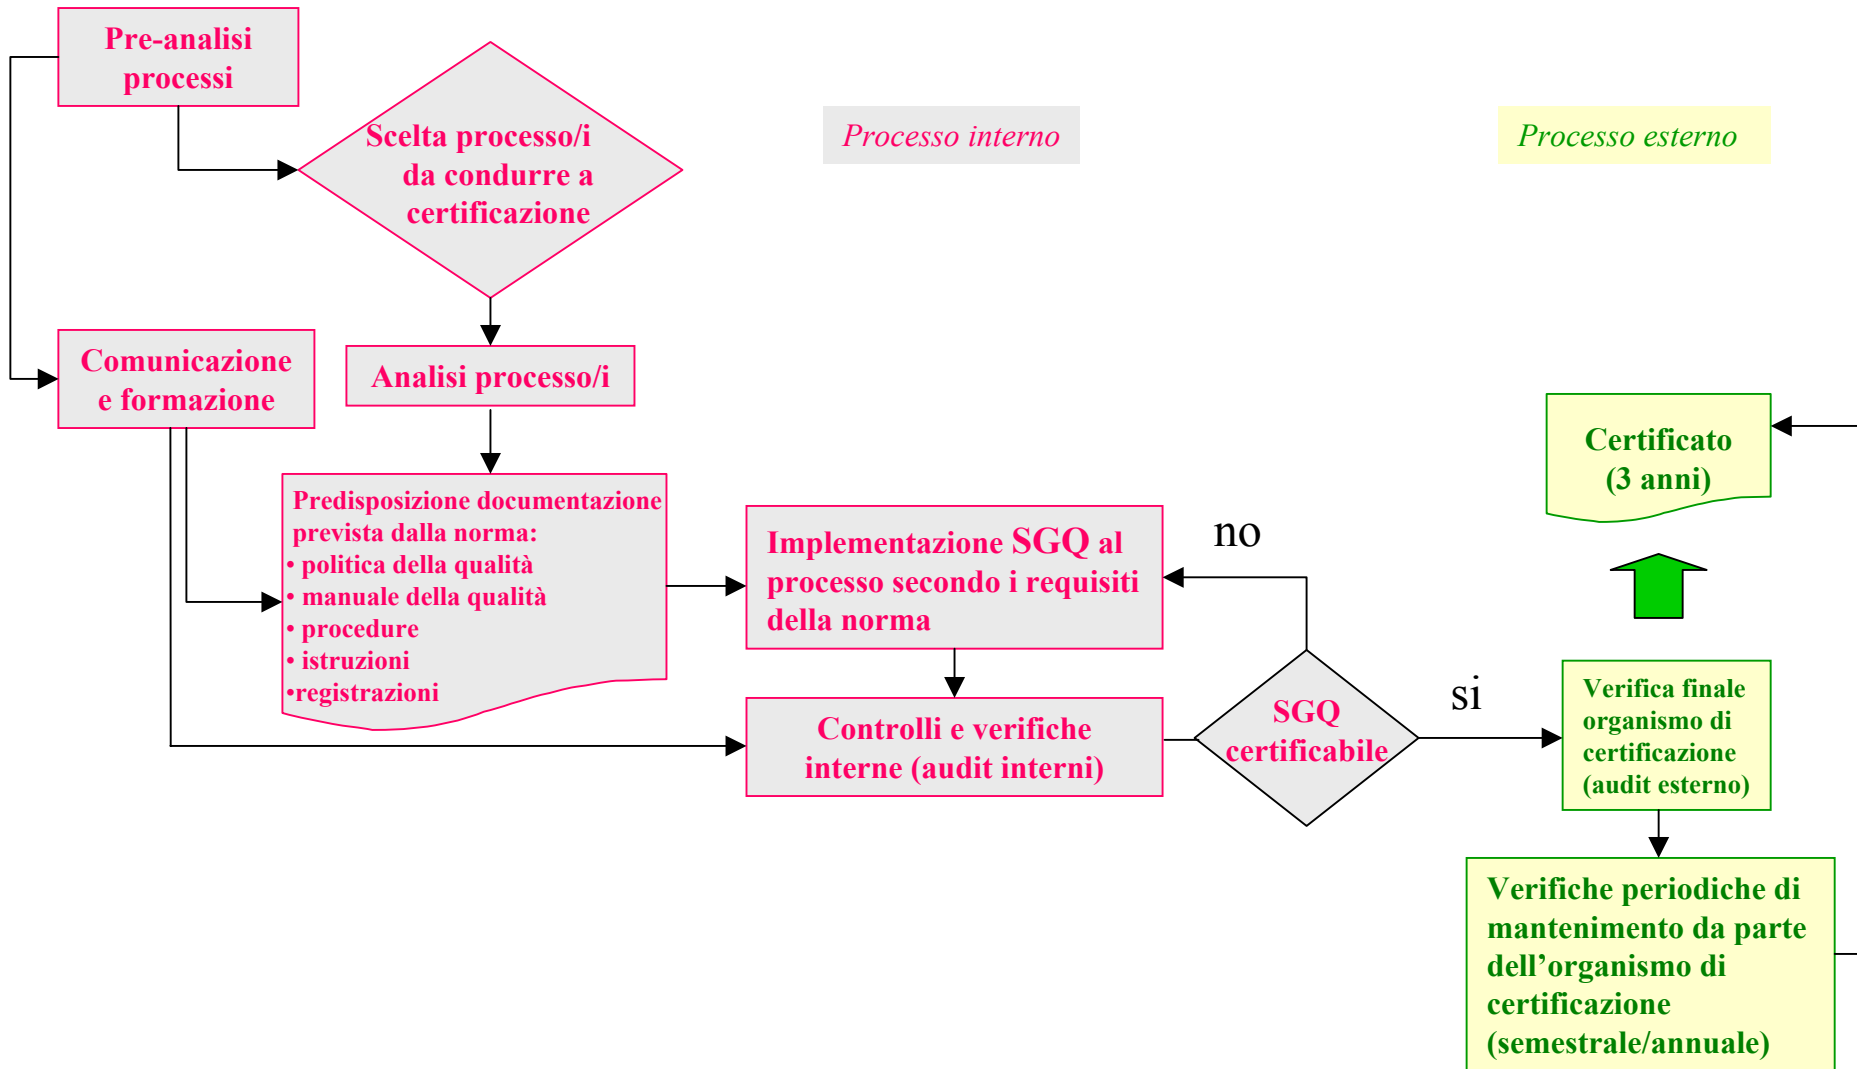 Pre-analisi
processi
Scelta processo/i
da condurre a
certificazione
Processo interno
Processo esterno
Comunicazione
e formazione
Analisi processo/i
Certificato
(3 anni)
Predisposizione documentazione
prevista dalla norma:
• politica della qualità
• manuale della qualità
• procedure
• istruzioni
•registrazioni
Implementazione SGQ al
processo secondo i requisiti
della norma
no
Controlli e verifiche
interne (audit interni)
SGQ
certificabile
si
Verifica finale
organismo di
certificazione
(audit esterno)
Verifiche periodiche di
mantenimento da parte
dell’organismo di
certificazione
(semestrale/annuale)